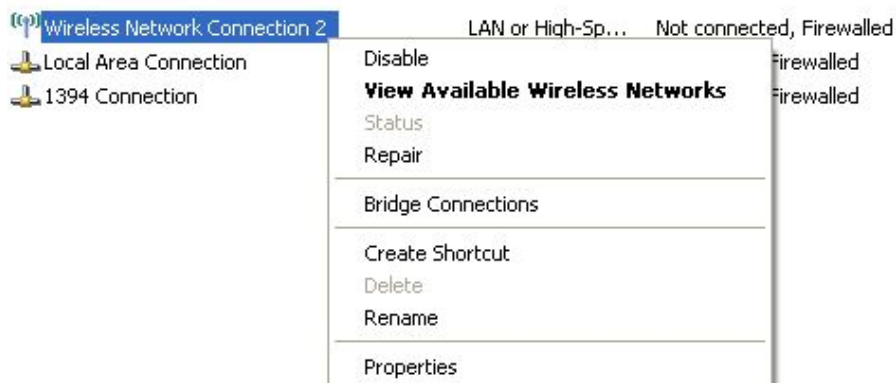 Wireless Network Connection 2 LAN or High-Sp... Not connected, Firewalled
Local Area Connection Firewalled
1394 Connection Firewalled
Disable
View Available Wireless Networks
Status
Repair
Bridge Connections
Create Shortcut
Delete
Rename
Properties